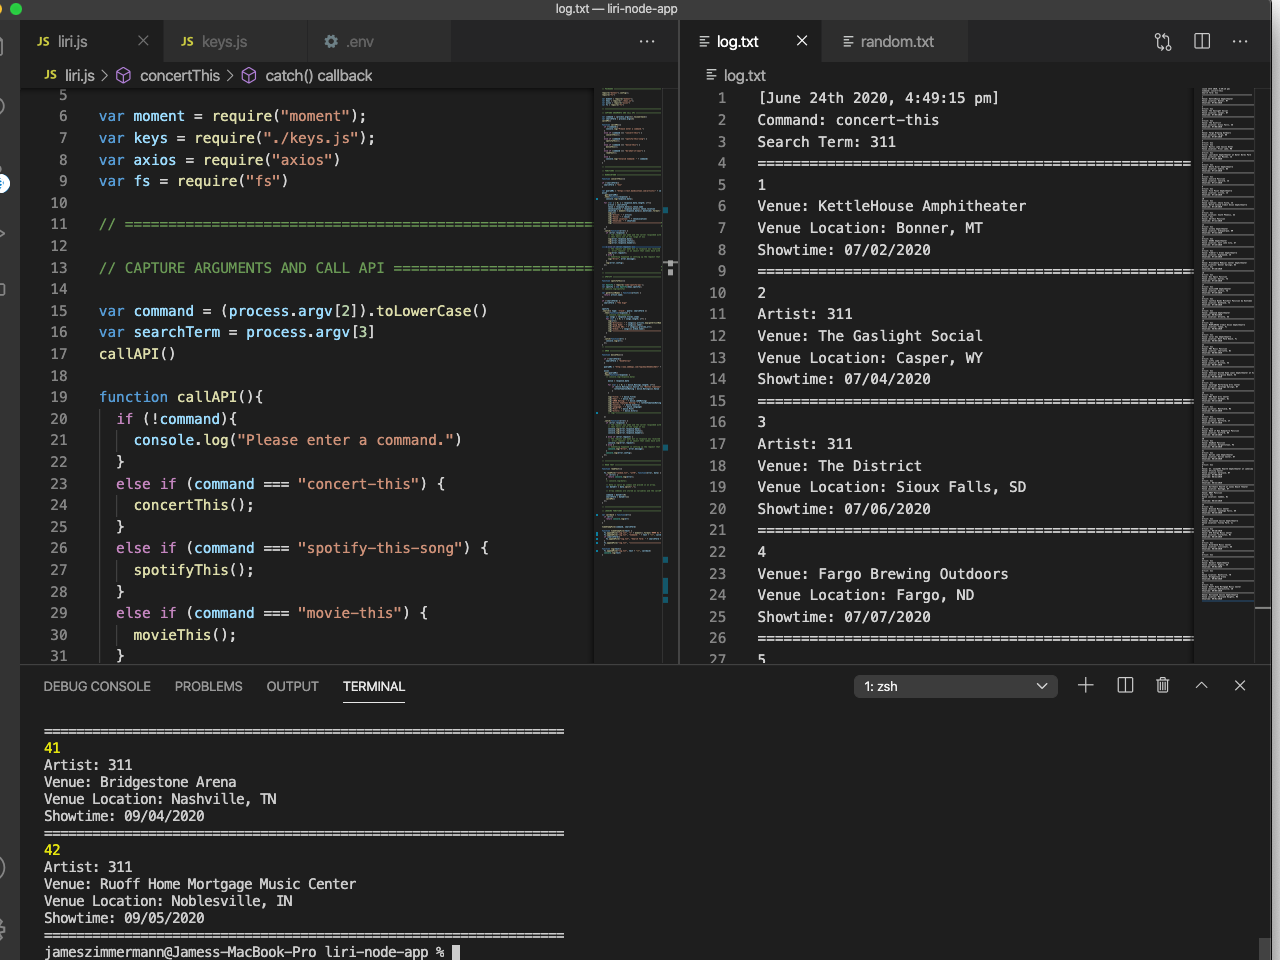 log.txt — liri-node-app
JS liri.js
JS keys.js
.env
log.txt
random.txt
JS liri.js > concertThis > catch() callback
log.txt
5
6 var moment = require("moment");
7 var keys = require("./keys.js");
8 var axios = require("axios")
9 var fs = require("fs")
10
11 // ======================================================
12
13 // CAPTURE ARGUMENTS AND CALL API =======================
14
15 var command = (process.argv[2]).toLowerCase()
16 var searchTerm = process.argv[3]
17 callAPI()
18
19 function callAPI(){
20 if (!command){
21 console.log("Please enter a command.")
22 }
23 else if (command === "concert-this") {
24 concertThis();
25 }
26 else if (command === "spotify-this-song") {
27 spotifyThis();
28 }
29 else if (command === "movie-this") {
30 movieThis();
31 }
1 [June 24th 2020, 4:49:15 pm]
2 Command: concert-this
3 Search Term: 311
4 ==================================================
5 1
6 Venue: KettleHouse Amphitheater
7 Venue Location: Bonner, MT
8 Showtime: 07/02/2020
9 ==================================================
10 2
11 Artist: 311
12 Venue: The Gaslight Social
13 Venue Location: Casper, WY
14 Showtime: 07/04/2020
15 ==================================================
16 3
17 Artist: 311
18 Venue: The District
19 Venue Location: Sioux Falls, SD
20 Showtime: 07/06/2020
21 ==================================================
22 4
23 Venue: Fargo Brewing Outdoors
24 Venue Location: Fargo, ND
25 Showtime: 07/07/2020
26 ==================================================
27 5
DEBUG CONSOLE PROBLEMS OUTPUT TERMINAL
1: zsh
=================================================================
41
Artist: 311
Venue: Bridgestone Arena
Venue Location: Nashville, TN
Showtime: 09/04/2020
=================================================================
42
Artist: 311
Venue: Ruoff Home Mortgage Music Center
Venue Location: Noblesville, IN
Showtime: 09/05/2020
=================================================================
jameszimmermann@Jamess-MacBook-Pro liri-node-app %